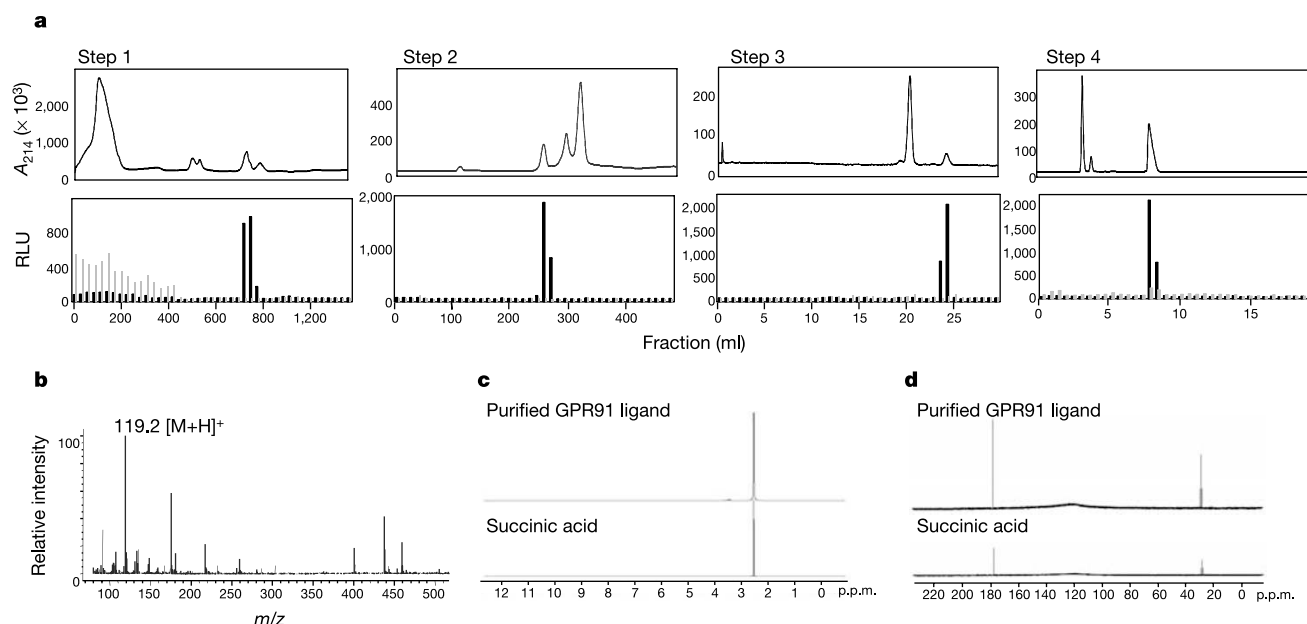 a
Step 1
Step 2
Step 3
Step 4
A214 (× 10³)
2,000
1,000
0
400
200
0
200
100
0
300
200
100
0
RLU
800
400
0
2,000
1,000
0
2,000
1,500
1,000
500
0
2,000
1,500
1,000
500
0
0 200 400 600 800 1,000 1,200
0 100 200 300 400
0 5 10 15 20 25
0 5 10 15
Fraction (ml)
b
119.2 [M+H]⁺
Relative intensity
100
0
100 150 200 250 300 350 400 450 500
m/z
c
Purified GPR91 ligand
Succinic acid
12 11 10 9 8 7 6 5 4 3 2 1 0 p.p.m.
d
Purified GPR91 ligand
Succinic acid
220 200 180 160 140 120 100 80 60 40 20 0 p.p.m.